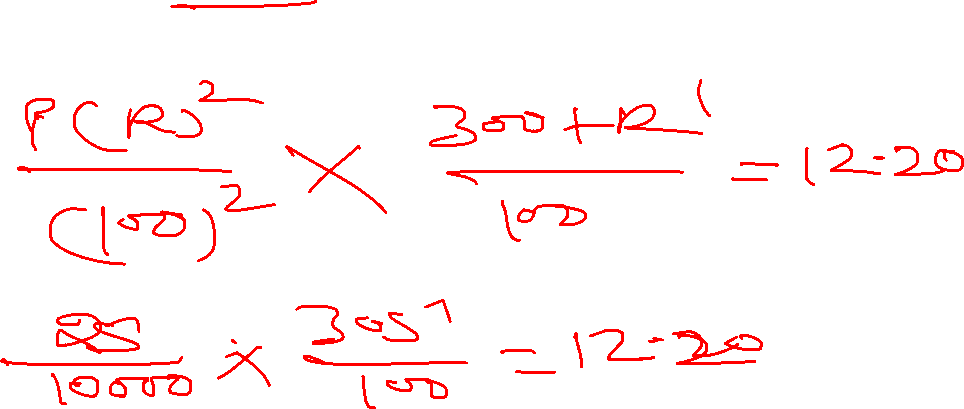 P(R)² / (100)² × 300+R / 100 = 12.20
25 / 10000 × 305 / 100 = 12.20